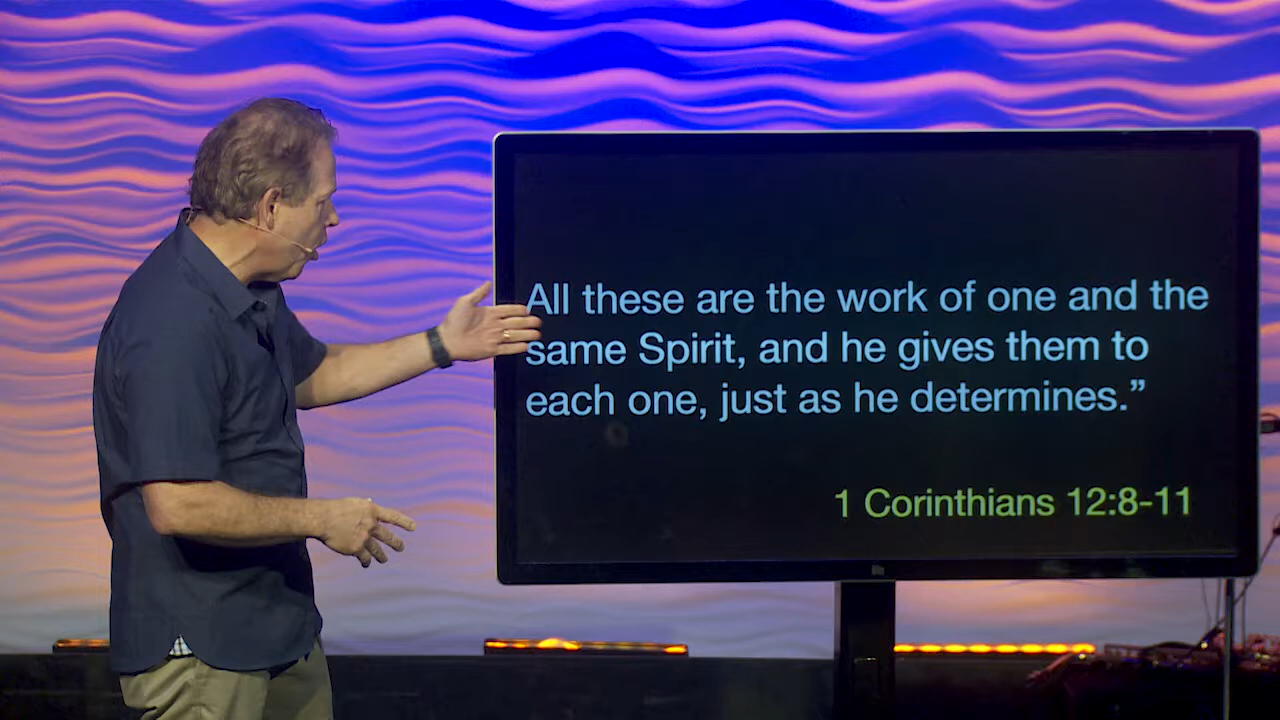 All these are the work of one and the
same Spirit, and he gives them to
each one, just as he determines.”
1 Corinthians 12:8-11